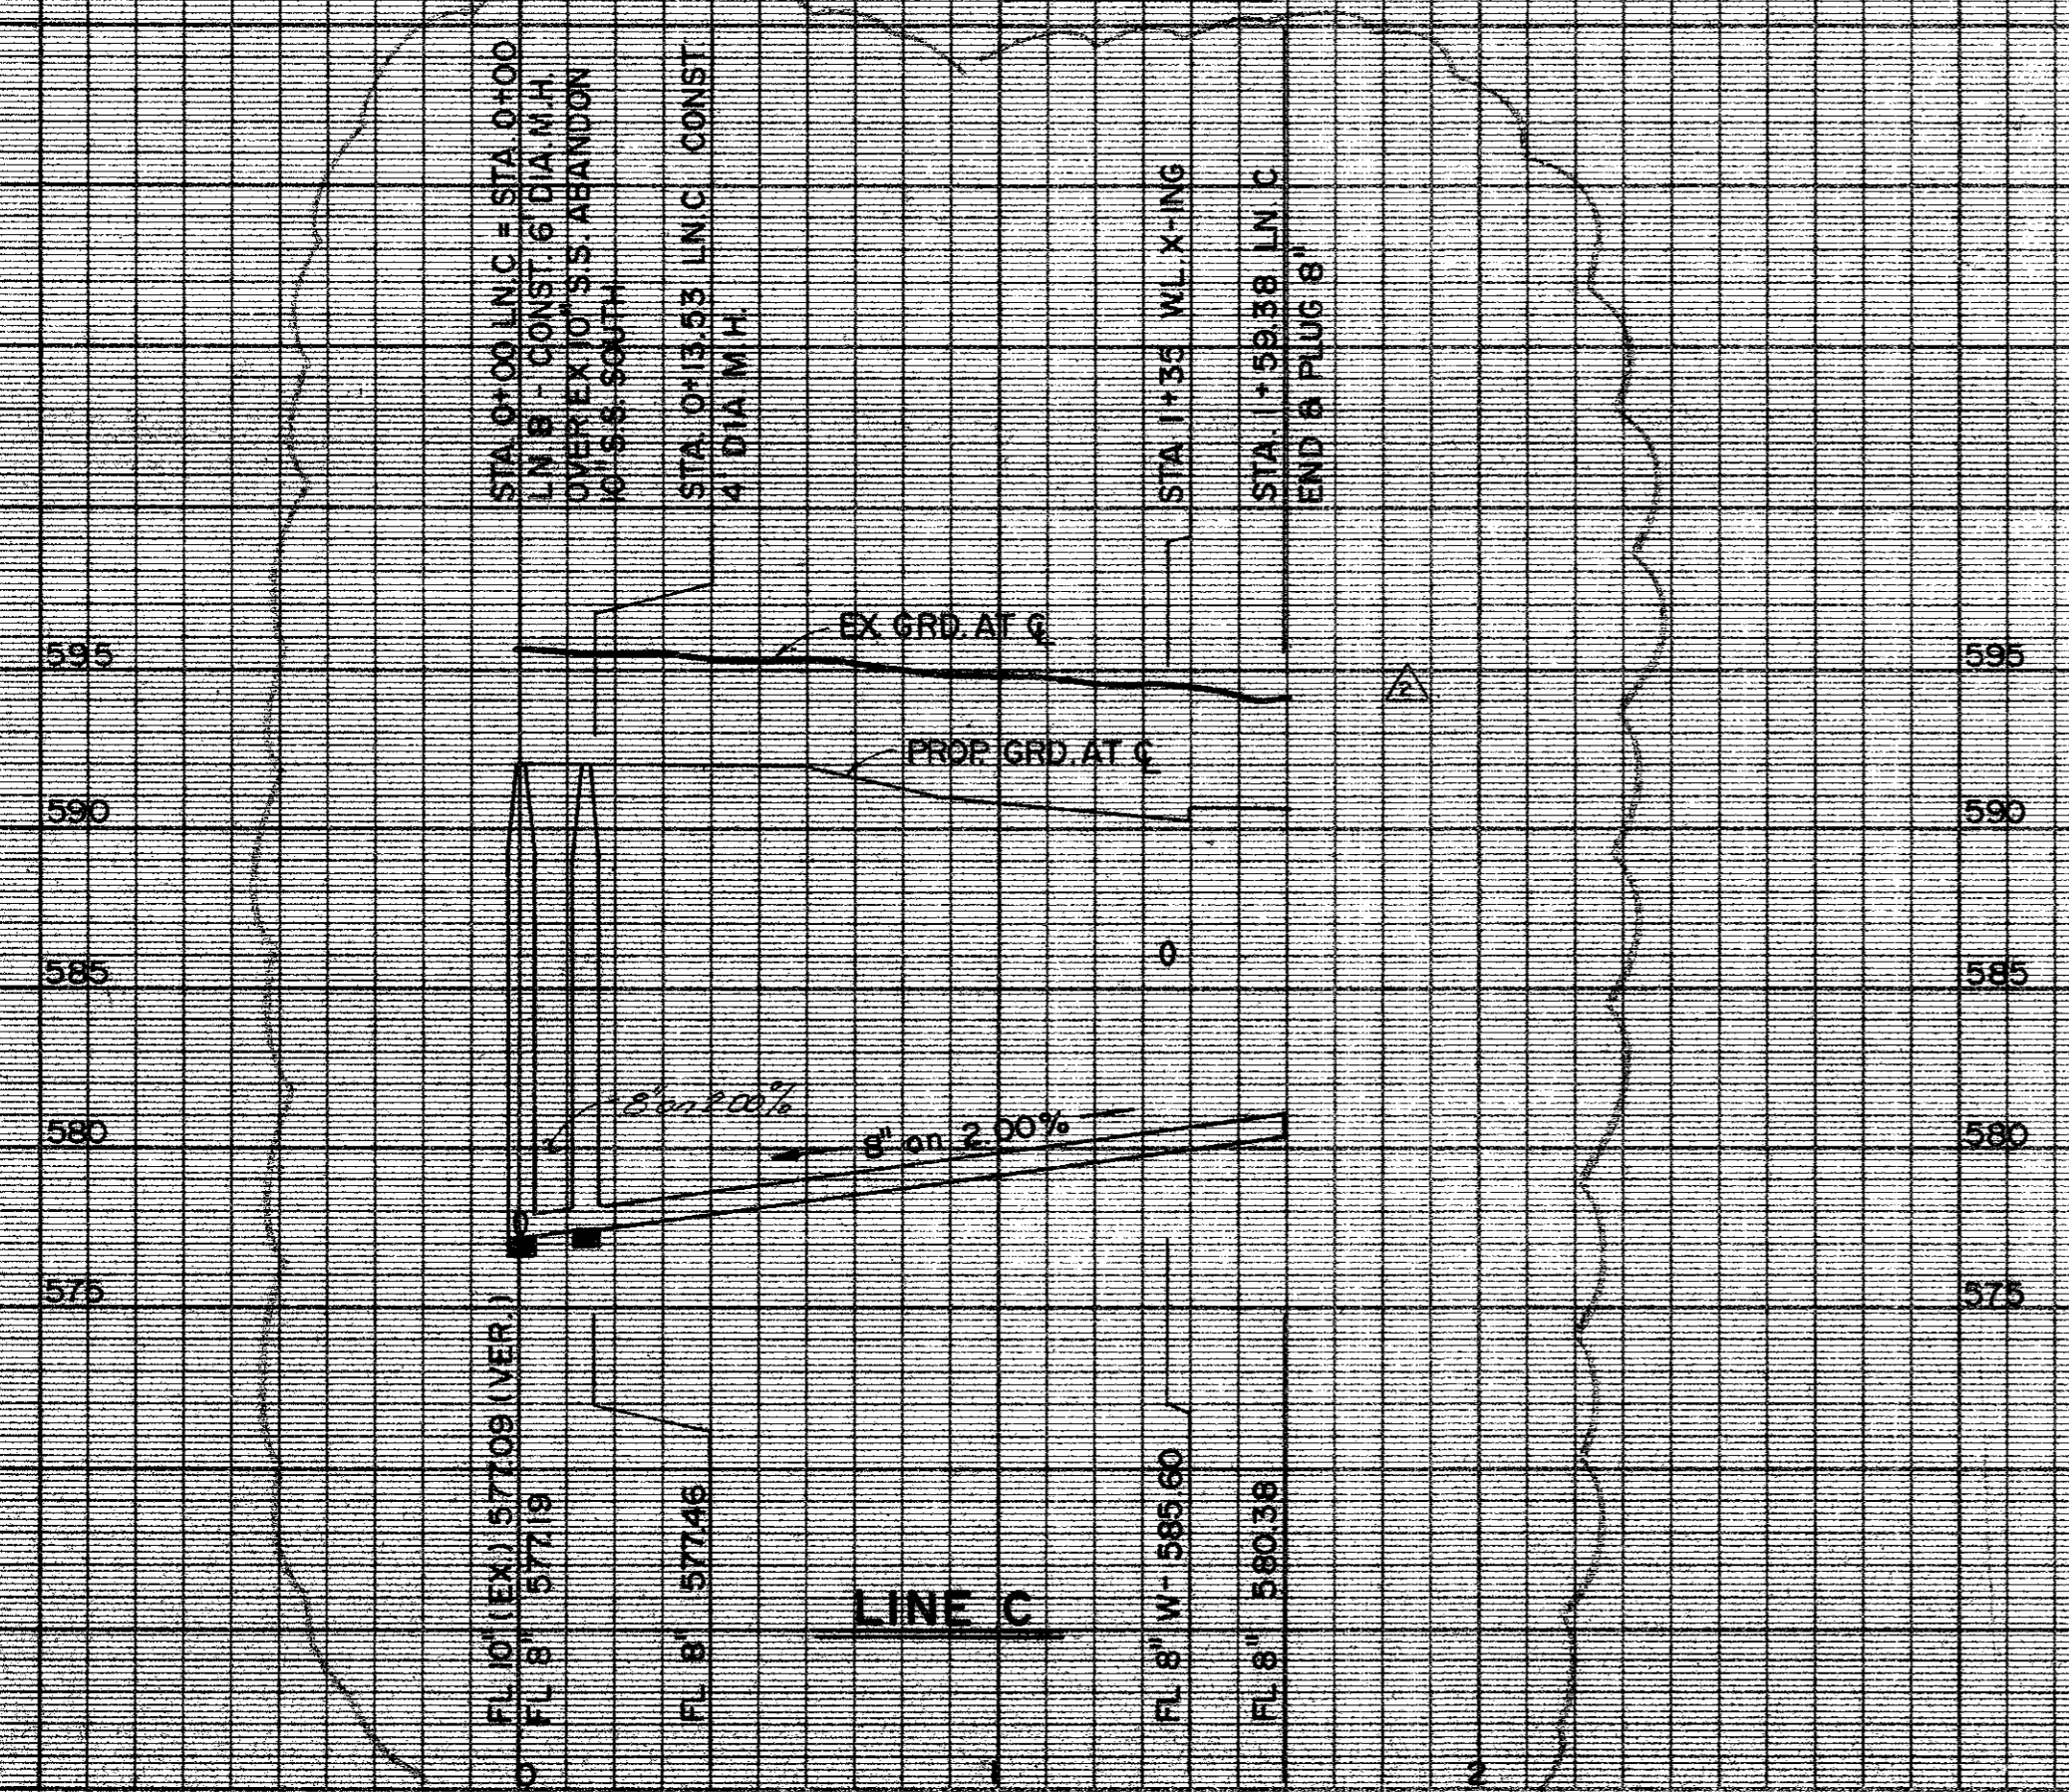 STA. 0+00 LN.C = STA. 0+00
LN. B - CONST. 6' DIA. M.H.
OVER EX. 10" S.S. ABANDON
10" S.S. SOUTH
STA. 0+13.53 LN.C CONST
4' DIA. M.H.
STA 1+35 WL. X-ING
STA. 1+59.38 LN. C
END & PLUG 8"
EX. GRD. AT ℄
595
595
2
PROP. GRD. AT ℄
590
590
585
585
8" on 2.00%
8" on 2.00%
580
580
575
575
FL 10" (EX.) 577.09 (VER.)
FL 8" 577.19
FL 8" 577.46
FL 8" W- 585.60
FL 8" 580.38
LINE C
0
1
2